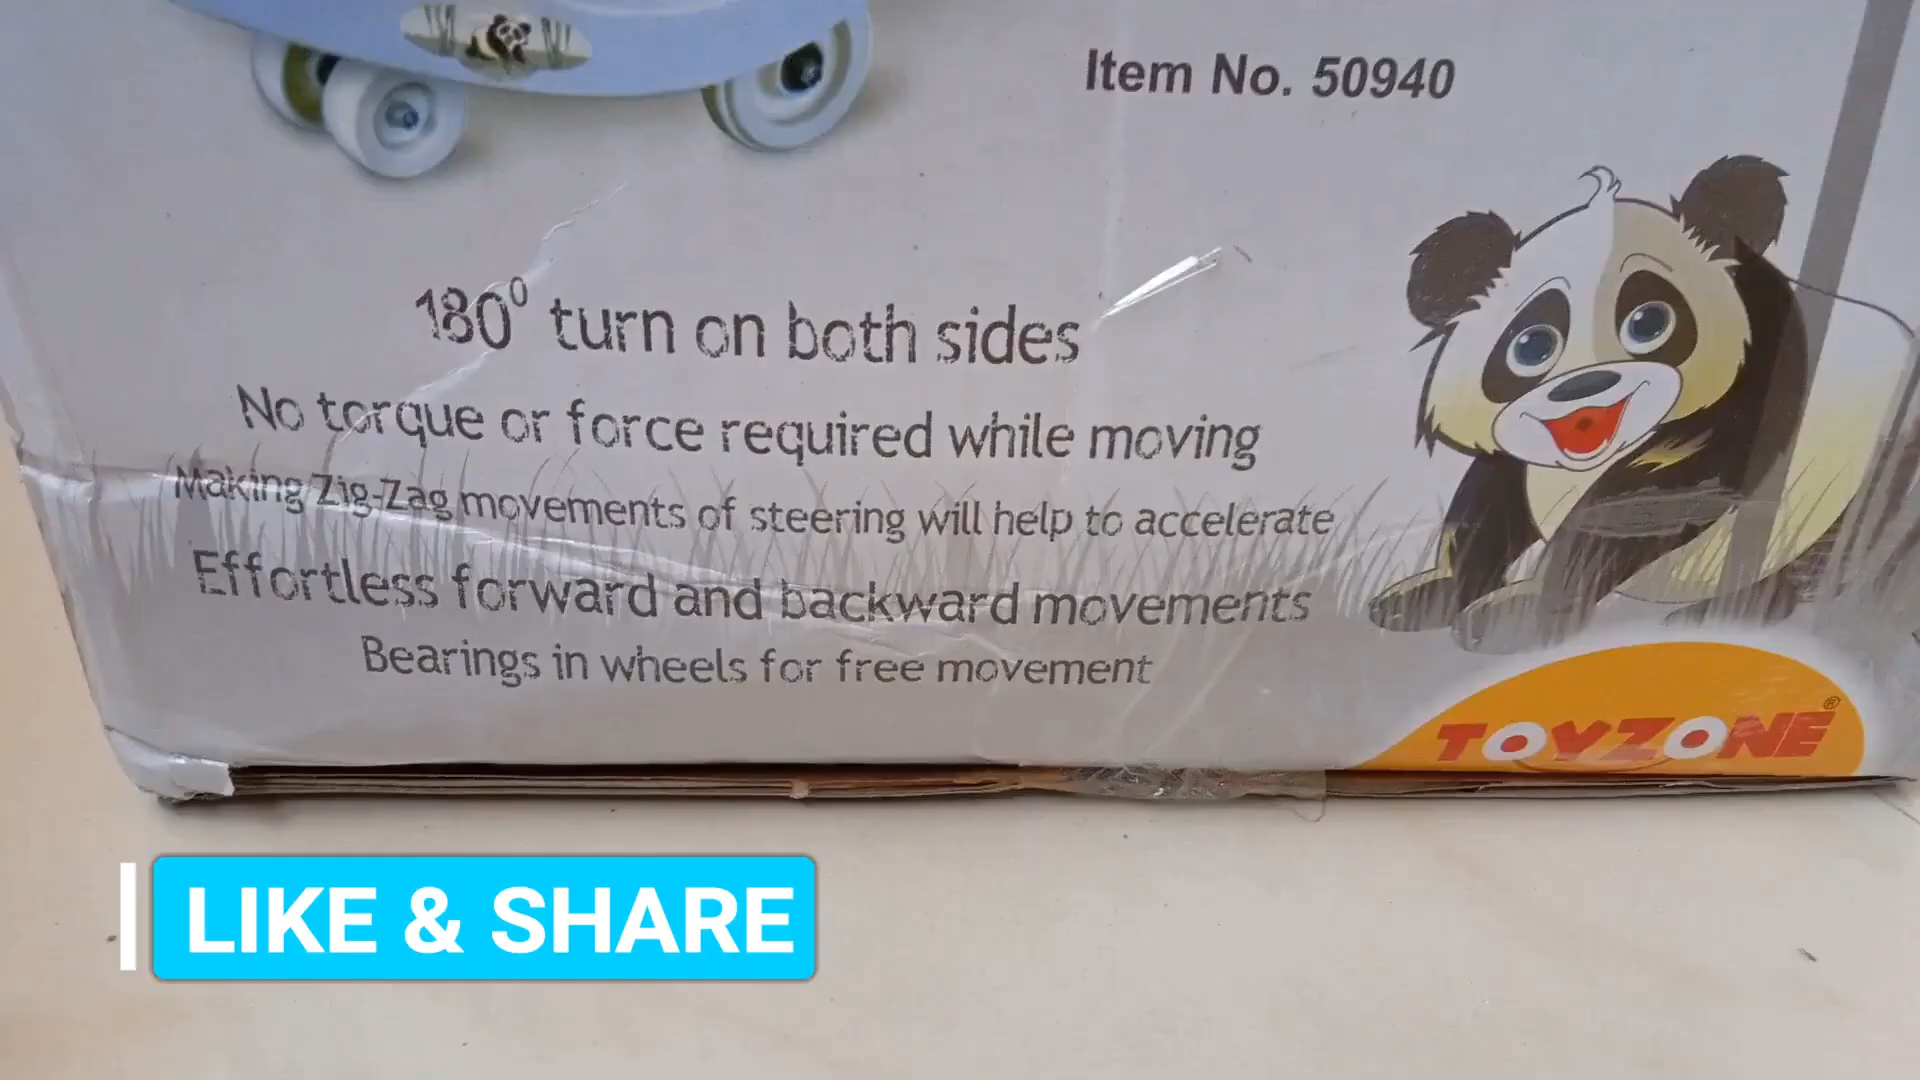 Item No. 50940
180° turn on both sides
No torque or force required while moving
Making Zig-Zag movements of steering will help to accelerate
Effortless forward and backward movements
Bearings in wheels for free movement
TOYZONE®
LIKE & SHARE